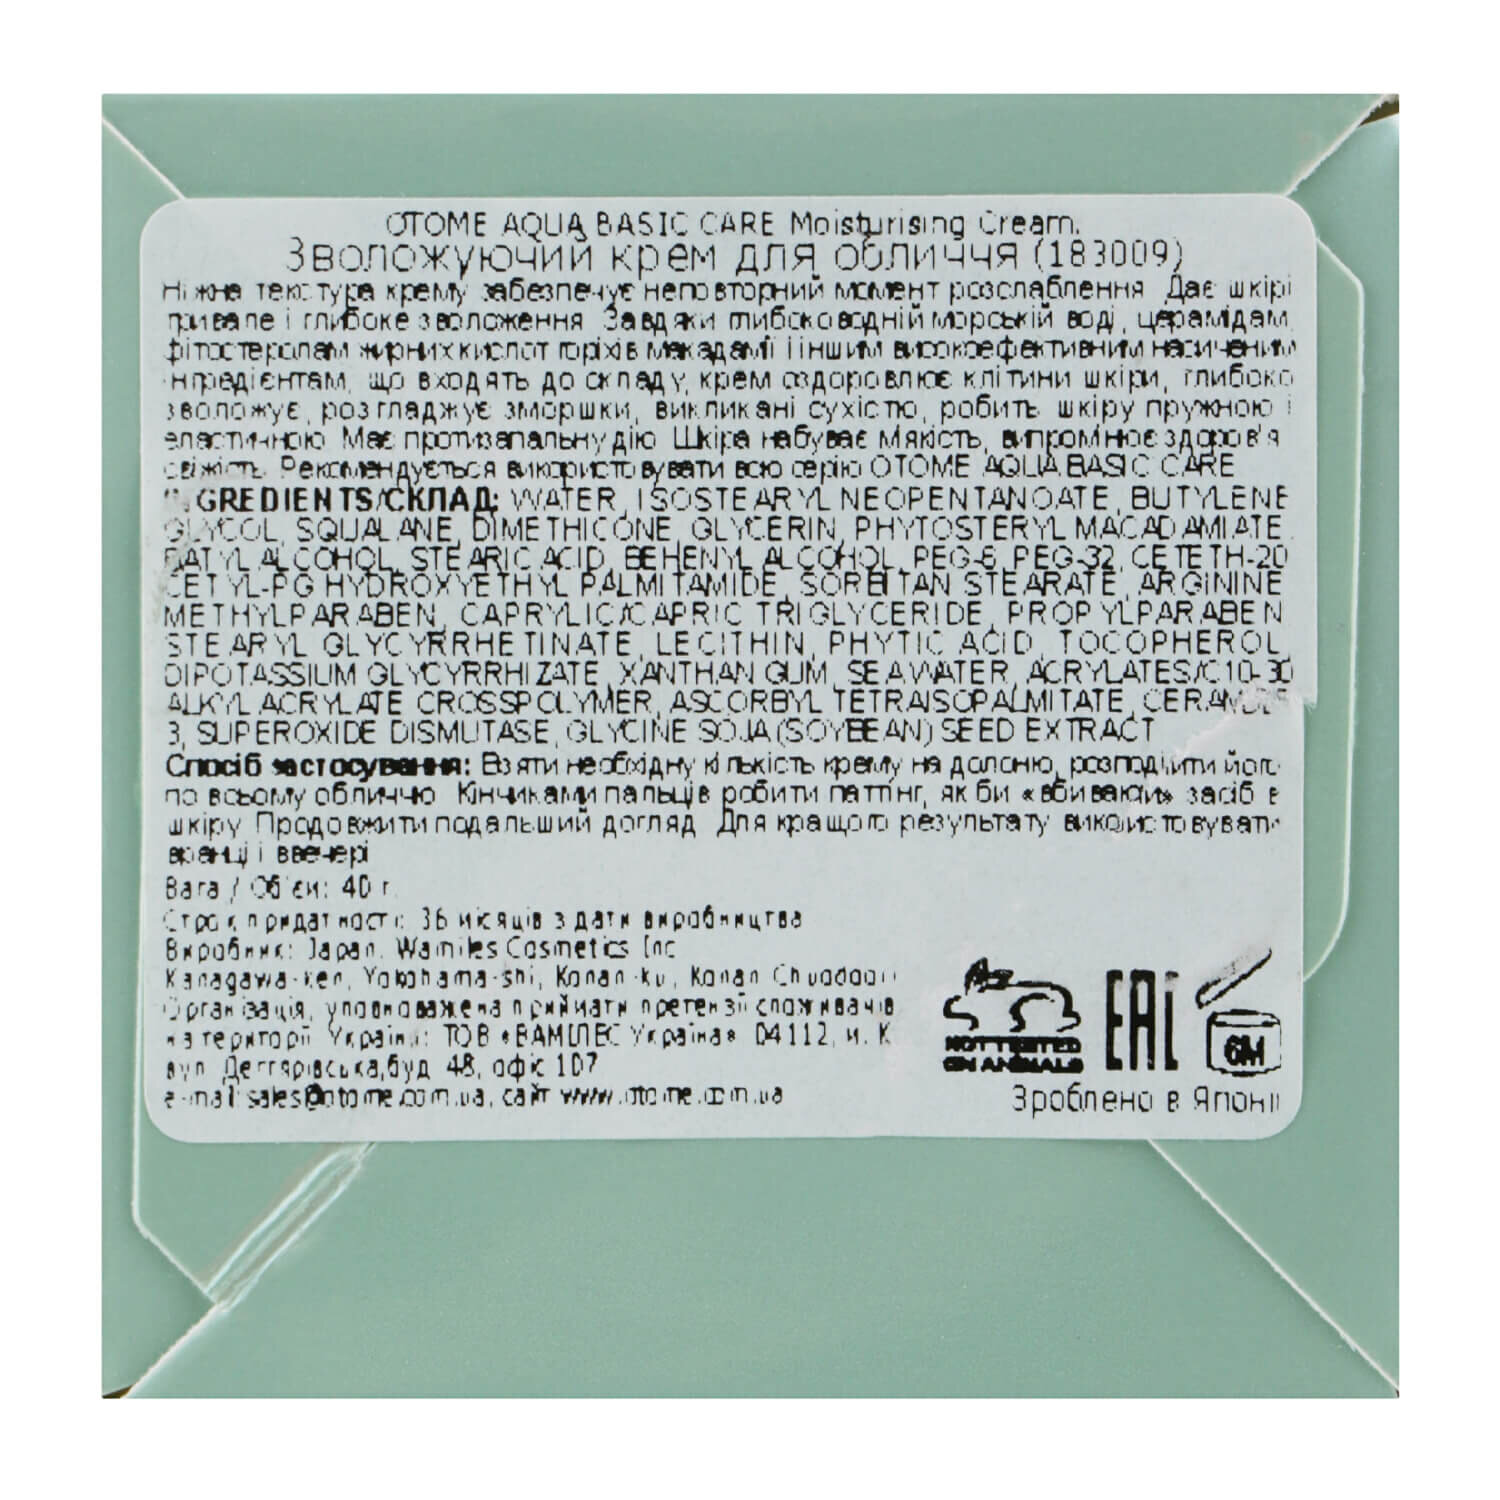 OTOME AQUA BASIC CARE Moisturising Cream.
Зволожуючий крем для обличчя (183009)
Ніжна текстура крему забезпечує неповторний момент розслаблення. Дає шкірі
тривале і глибоке зволоження. Завдяки глибоководній морській воді, церамідам,
фітостеролам жирних кислот горіхів макадамії і іншим високоефективним насиченим
інгредієнтам, що входять до складу, крем оздоровлює клітини шкіри, глибоко
зволожує, розгладжує зморшки, викликані сухістю, робить шкіру пружною і
еластичною. Має протизапальну дію. Шкіра набуває м'якість, випромінює здоров'я
свіжість. Рекомендується використовувати всю серію OTOME AQUA BASIC CARE
INGREDIENTS/СКЛАД: WATER, ISOSTEARYL NEOPENTANOATE, BUTYLENE
GLYCOL, SQUALANE, DIMETHICONE, GLYCERIN, PHYTOSTERYL MACADAMIATE,
BATYL ALCOHOL, STEARIC ACID, BEHENYL ALCOHOL, PEG-6, PEG-32, CETETH-20,
CETYL-PG HYDROXYETHYL PALMITAMIDE, SORBITAN STEARATE, ARGININE
METHYLPARABEN, CAPRYLIC/CAPRIC TRIGLYCERIDE, PROPYLPARABEN
STEARYL GLYCYRRHETINATE, LECITHIN, PHYTIC ACID, TOCOPHEROL,
DIPOTASSIUM GLYCYRRHIZATE, XANTHAN GUM, SEA WATER, ACRYLATES/C10-30
ALKYL ACRYLATE CROSSPOLYMER, ASCORBYL TETRAISOPALMITATE, CERAMIDE
3, SUPEROXIDE DISMUTASE, GLYCINE SOJA (SOYBEAN) SEED EXTRACT
Спосіб застосування: Взяти необхідну кількість крему на долоню, розподілити його
по всьому обличчю. Кінчиками пальців робити паттінг, як би «вбиваючи» засіб в
шкіру. Продовжити подальший догляд. Для кращого результату використовувати
вранці і ввечері
Вага / Об'єм: 40 г.
Строк придатності: 36 місяців з дати виробництва
Виробник: Japan. Wamiles Cosmetics Inc
Kanagawa-ken, Yokohama-shi, Konan-ku, Konan Chuodoori
Організація, уповноважена приймати претензії споживачів
на території України: ТОВ «ВАМІЛЕС Україна» 04112, м. К
вул. Дегтярівська,буд. 48, офіс 107
e-mail: sales@otome.com.ua, сайт www.otome.com.ua
NOT TESTED
ON ANIMALS
EAC
6M
Зроблено в Японії